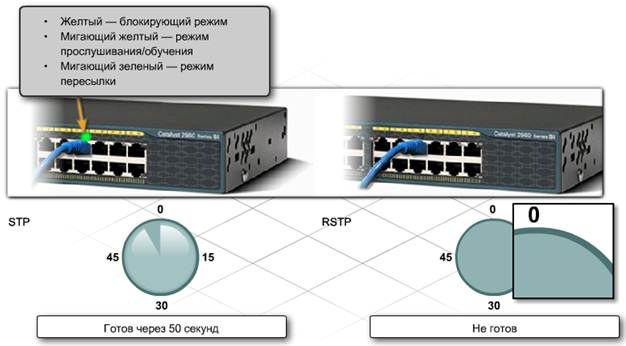 • Желтый — блокирующий режим
• Мигающий желтый — режим
прослушивания/обучения
• Мигающий зеленый — режим
пересылки
Catalyst 2960 Series SI
Catalyst 2960 Series SI
STP
0
45
15
30
Готов через 50 секунд
RSTP
0
45
30
0
Не готов